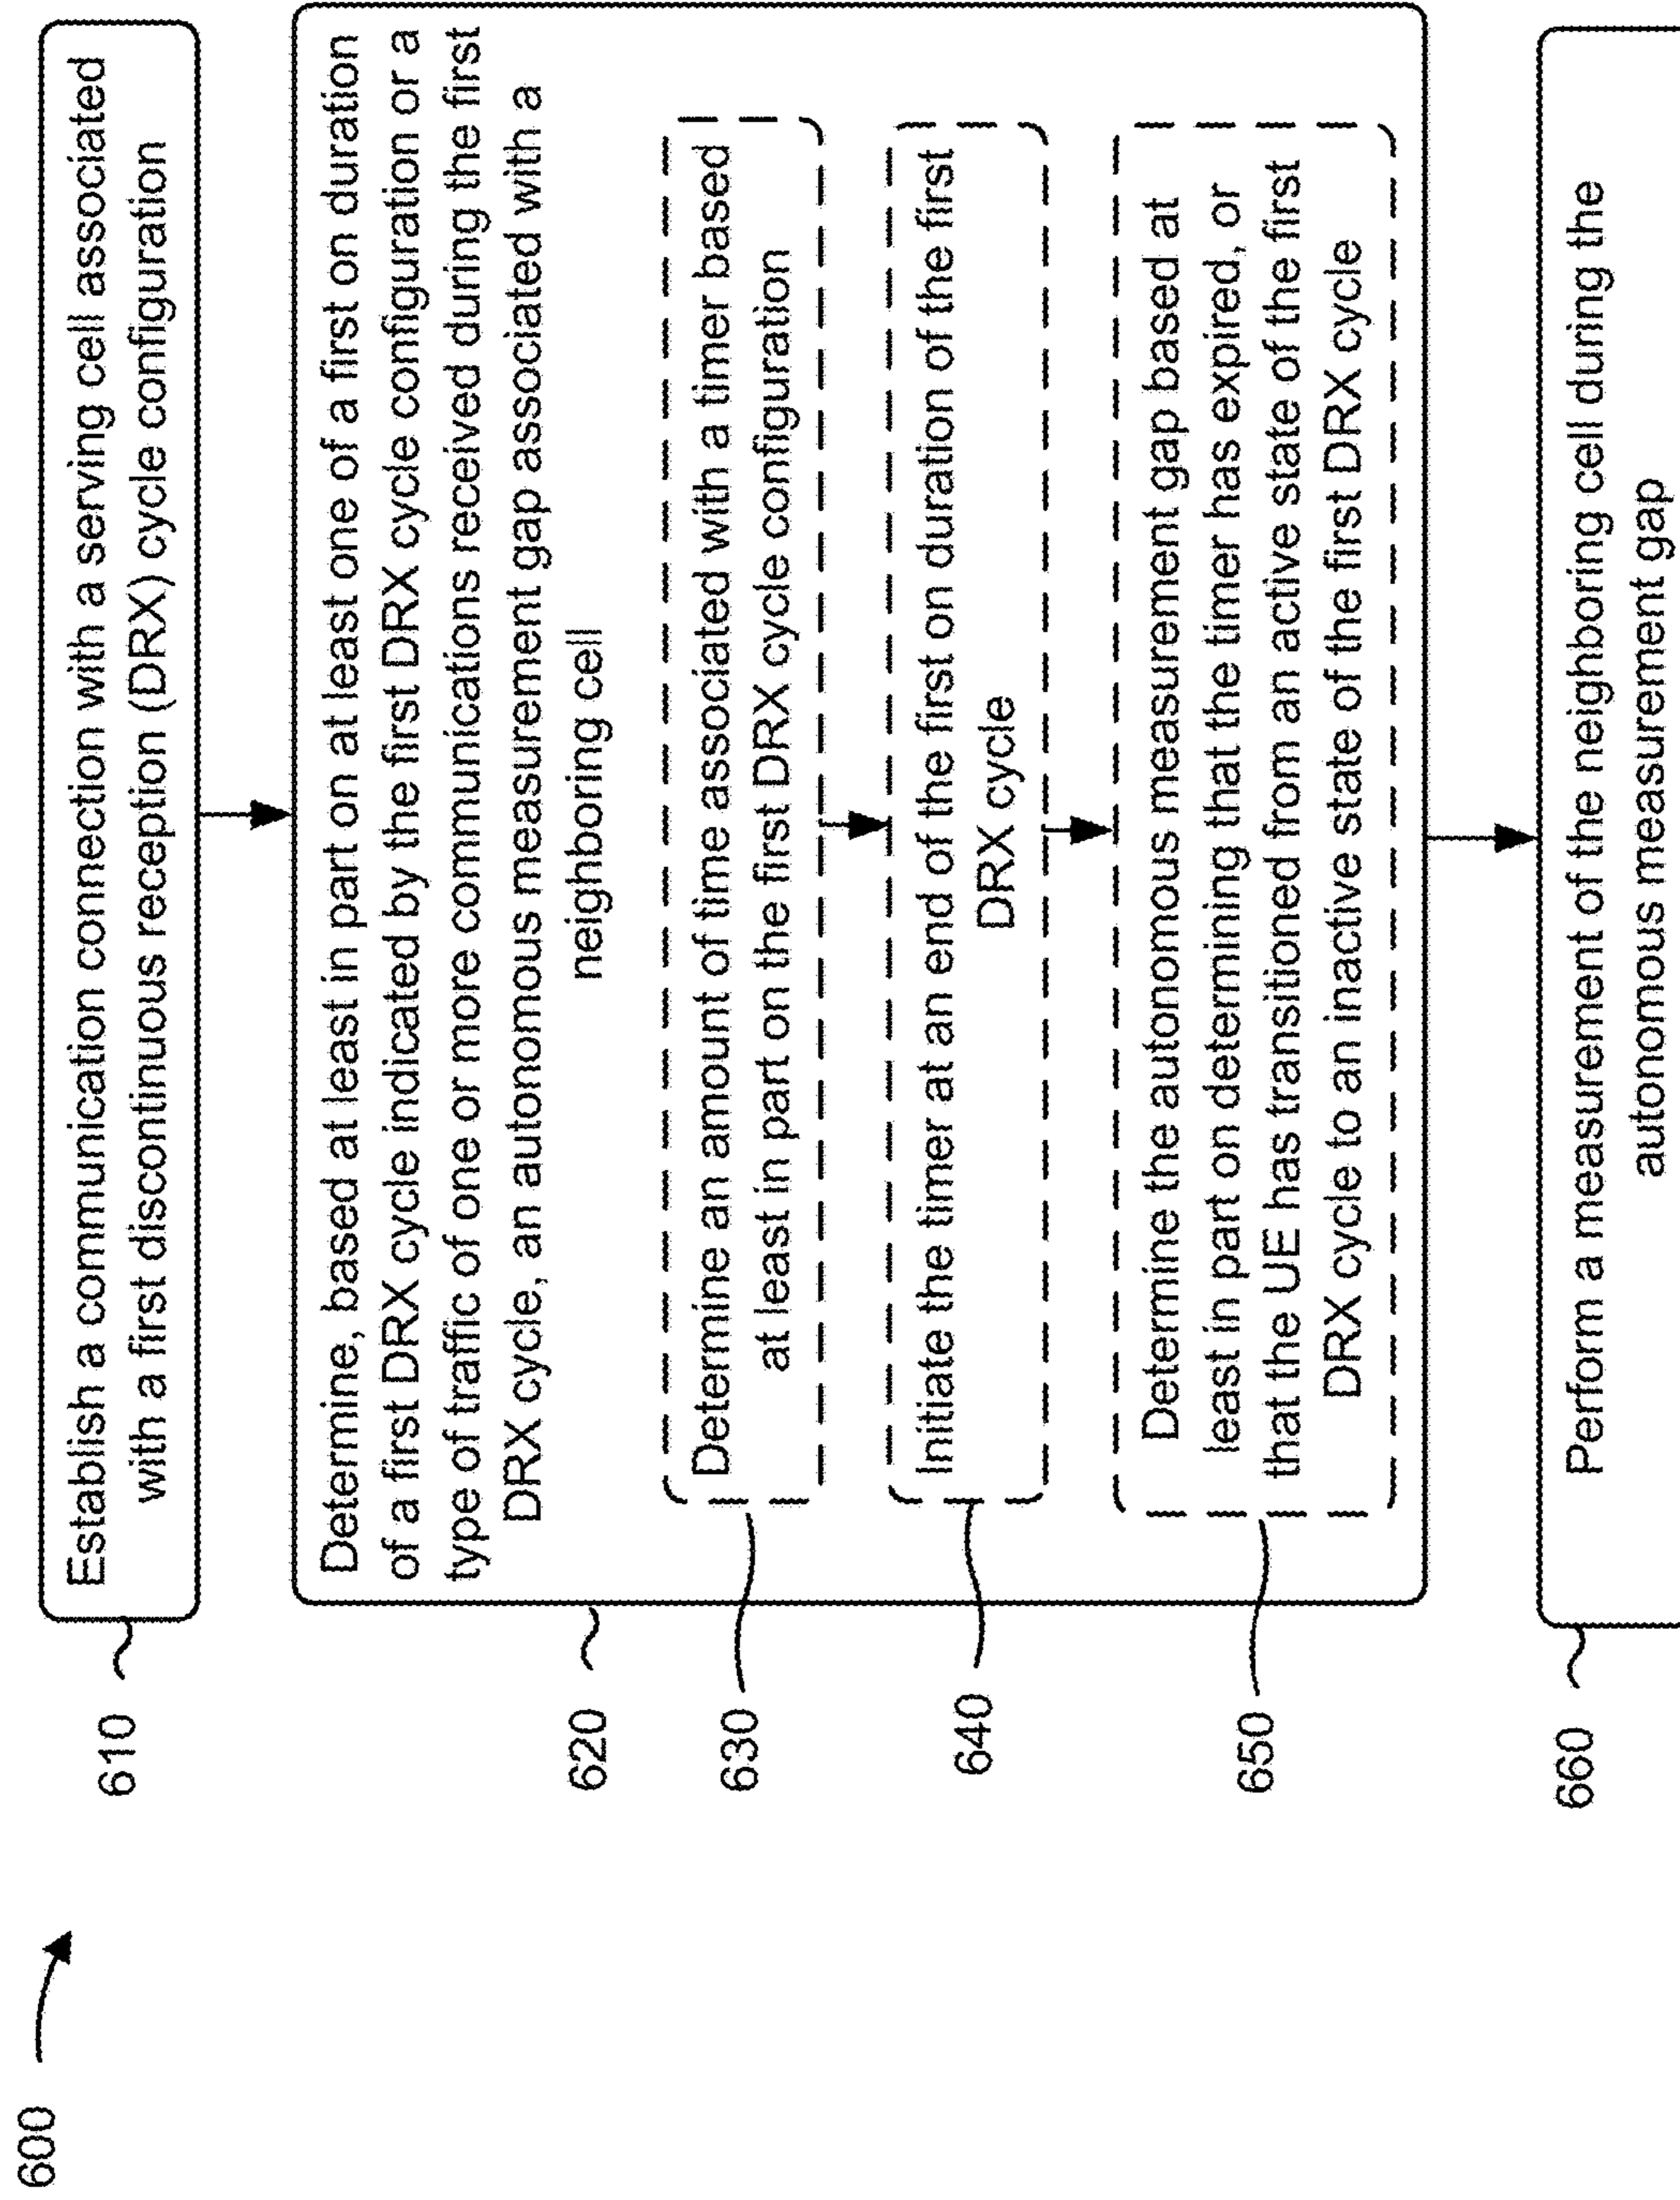 600
610
Establish a communication connection with a serving cell associated
with a first discontinuous reception (DRX) cycle configuration
620
Determine, based at least in part on at least one of a first on duration
of a first DRX cycle indicated by the first DRX cycle configuration or a
type of traffic of one or more communications received during the first
DRX cycle, an autonomous measurement gap associated with a
neighboring cell
630
Determine an amount of time associated with a timer based
at least in part on the first DRX cycle configuration
640
Initiate the timer at an end of the first on duration of the first
DRX cycle
650
Determine the autonomous measurement gap based at
least in part on determining that the timer has expired, or
that the UE has transitioned from an active state of the first
DRX cycle to an inactive state of the first DRX cycle
660
Perform a measurement of the neighboring cell during the
autonomous measurement gap